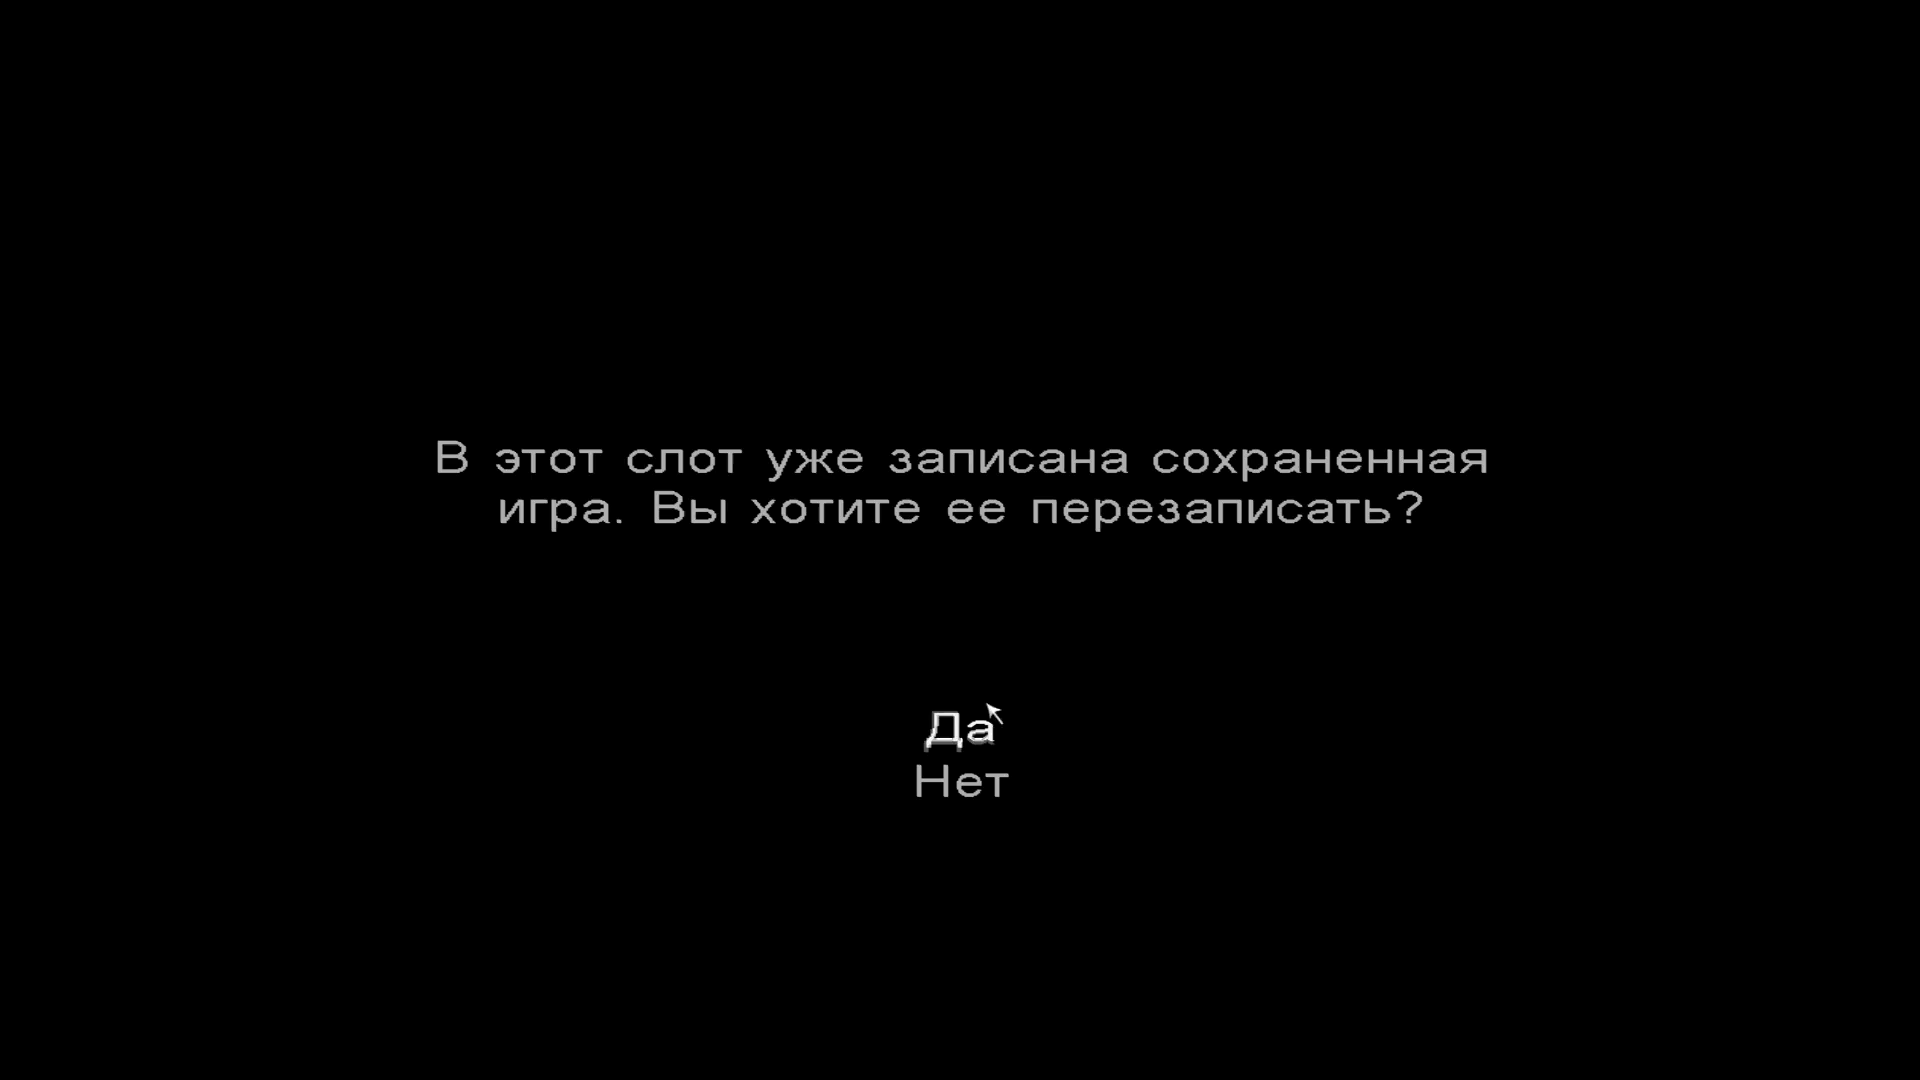 В этот слот уже записана сохраненная
игра. Вы хотите ее перезаписать?
Да
Нет